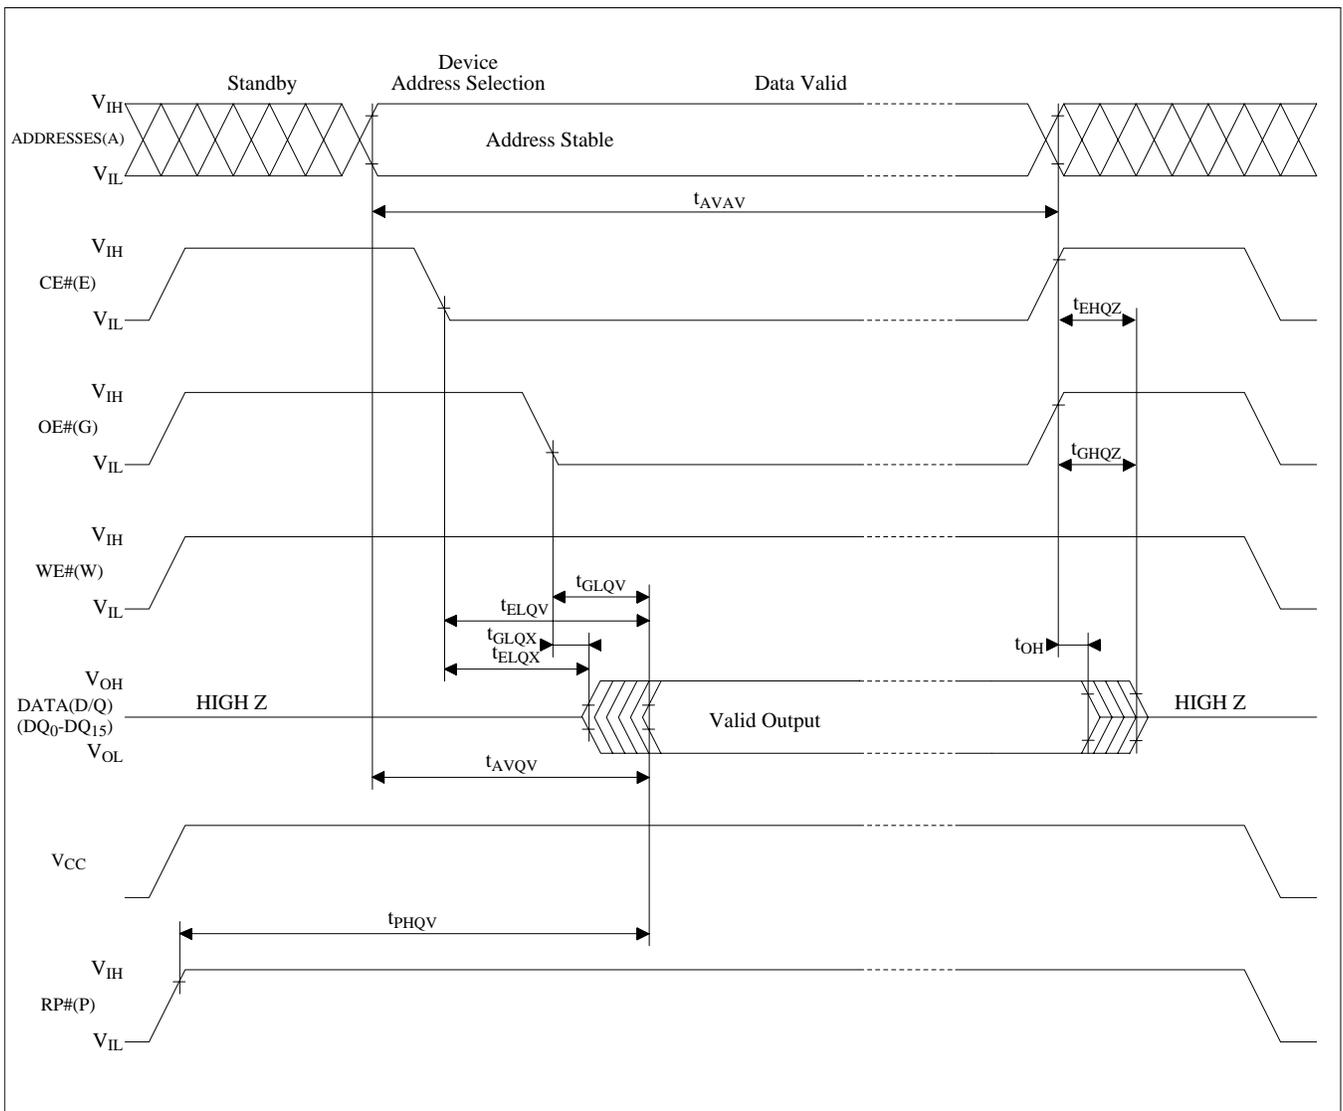 Device
Standby Address Selection Data Valid
VIH
ADDRESSES(A) Address Stable
VIL
tAVAV
VIH
CE#(E)
VIL
tEHQZ
VIH
OE#(G)
VIL
tGHQZ
VIH
WE#(W)
VIL
tGLQV
tELQV
tGLQX
tOH
tELQX
VOH
DATA(D/Q) HIGH Z HIGH Z
(DQ0-DQ15) Valid Output
VOL
tAVQV
VCC
tPHQV
VIH
RP#(P)
VIL